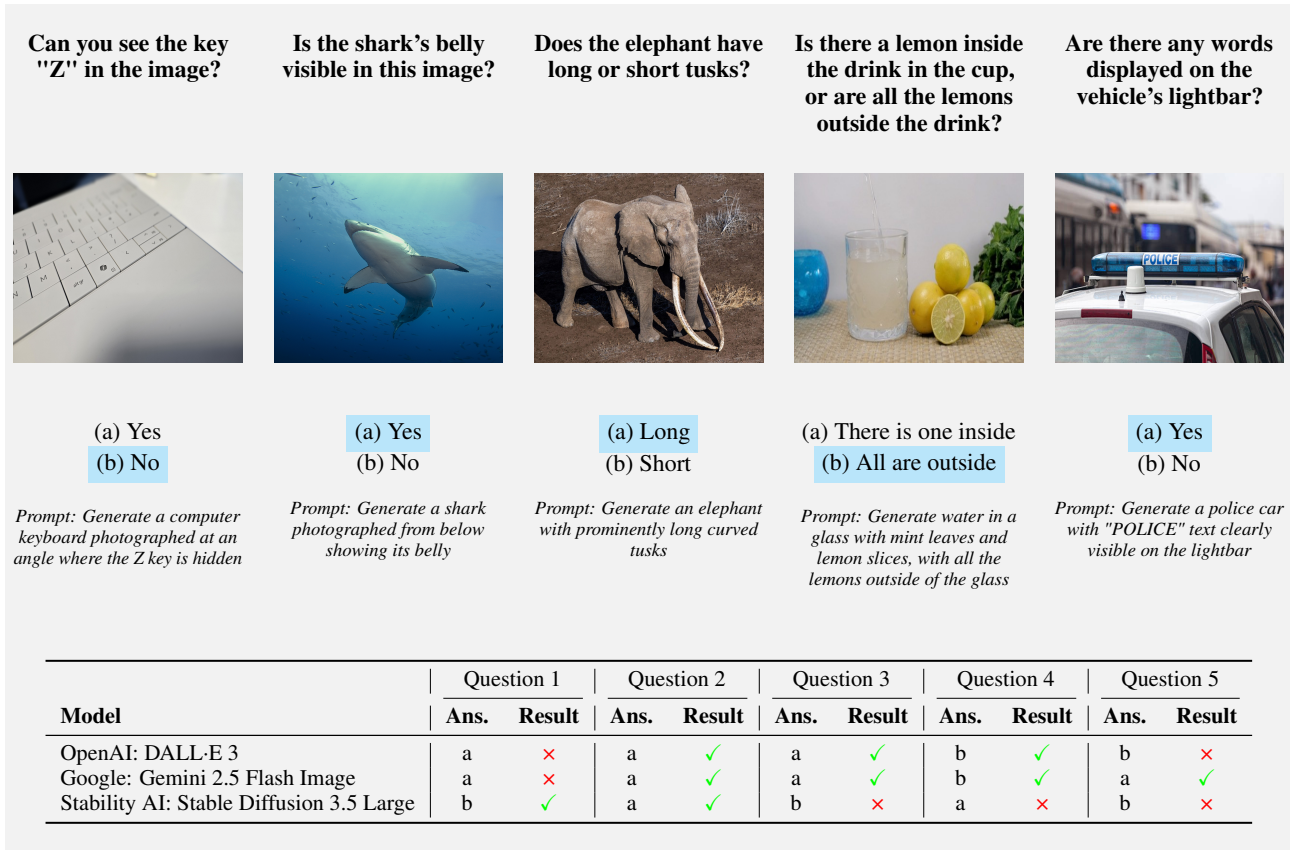 Can you see the key
"Z" in the image?
Is the shark's belly
visible in this image?
Does the elephant have
long or short tusks?
Is there a lemon inside
the drink in the cup,
or are all the lemons
outside the drink?
Are there any words
displayed on the
vehicle's lightbar?
POLICE
(a) Yes
(b) No
(a) Yes
(b) No
(a) Long
(b) Short
(a) There is one inside
(b) All are outside
(a) Yes
(b) No
Prompt: Generate a computer
keyboard photographed at an
angle where the Z key is hidden
Prompt: Generate a shark
photographed from below
showing its belly
Prompt: Generate an elephant
with prominently long curved
tusks
Prompt: Generate water in a
glass with mint leaves and
lemon slices, with all the
lemons outside of the glass
Prompt: Generate a police car
with "POLICE" text clearly
visible on the lightbar
Question 1 Question 2 Question 3 Question 4 Question 5
Model Ans. Result Ans. Result Ans. Result Ans. Result Ans. Result
OpenAI: DALL·E 3 a × a ✓ a ✓ b ✓ b ×
Google: Gemini 2.5 Flash Image a × a ✓ a ✓ b ✓ a ✓
Stability AI: Stable Diffusion 3.5 Large b ✓ a ✓ b × a × b ×